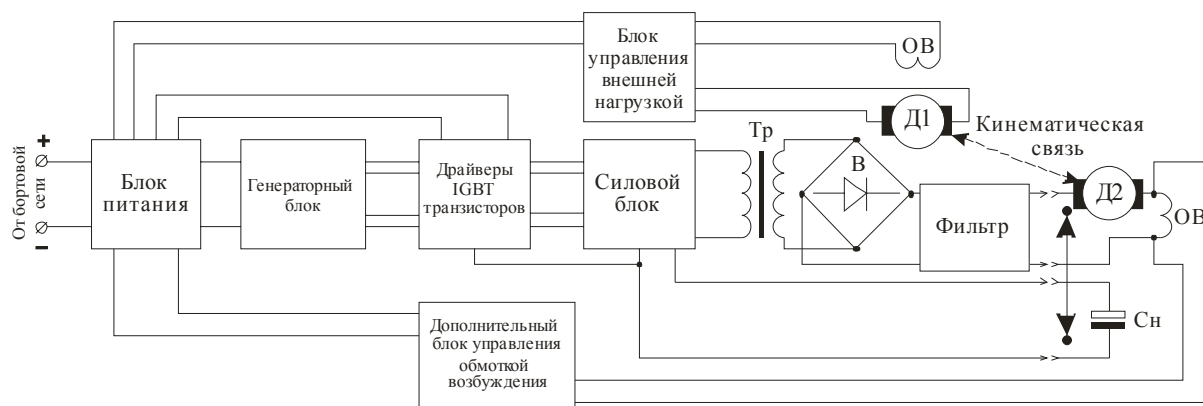 Блок
управления
внешней
нагрузкой
ОВ
Д1
Кинематическая
связь
От бортовой
сети
+
−
Блок
питания
Генераторный
блок
Драйверы
IGBT
транзисторов
Силовой
блок
Тр
В
Фильтр
Д2
ОВ
Сн
Дополнительный
блок управления
обмоткой
возбуждения